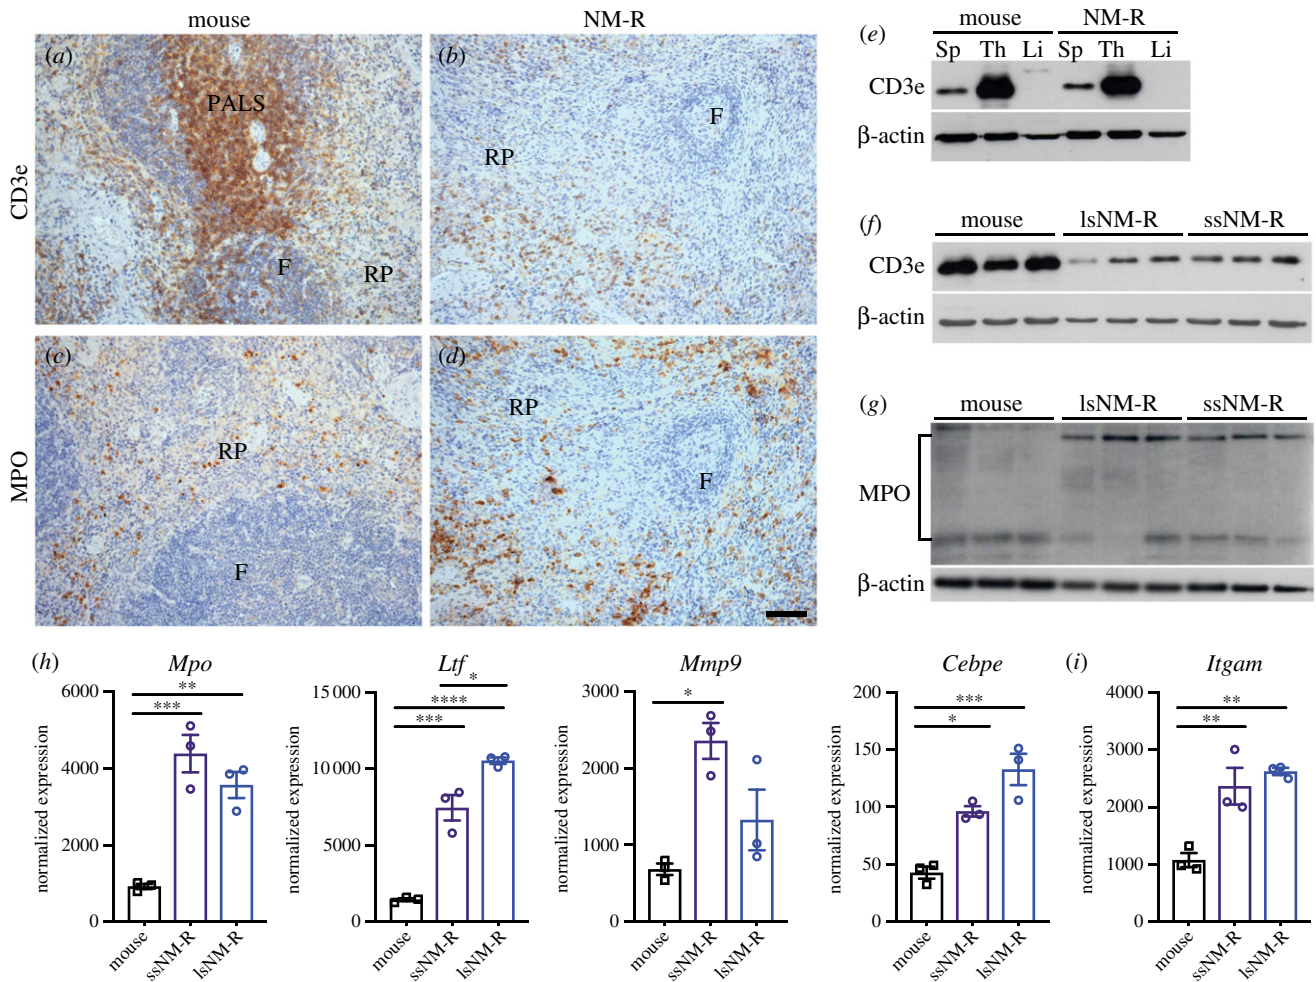 mouse NM-R
CD3e
(a) PALS F RP
(b) F RP
MPO
(c) RP F
(d) RP F
(e) mouse NM-R
Sp Th Li Sp Th Li
CD3e
β-actin
(f) mouse lsNM-R ssNM-R
CD3e
β-actin
(g) mouse lsNM-R ssNM-R
MPO
β-actin
(h) Mpo
normalized expression
6000
4000
2000
0
**
***
mouse ssNM-R lsNM-R
Ltf
normalized expression
15 000
10 000
5000
0
*
****
***
mouse ssNM-R lsNM-R
Mmp9
normalized expression
3000
2000
1000
0
*
mouse ssNM-R lsNM-R
Cebpe
normalized expression
200
150
100
50
0
***
*
mouse ssNM-R lsNM-R
(i) Itgam
normalized expression
4000
3000
2000
1000
0
**
**
mouse ssNM-R lsNM-R